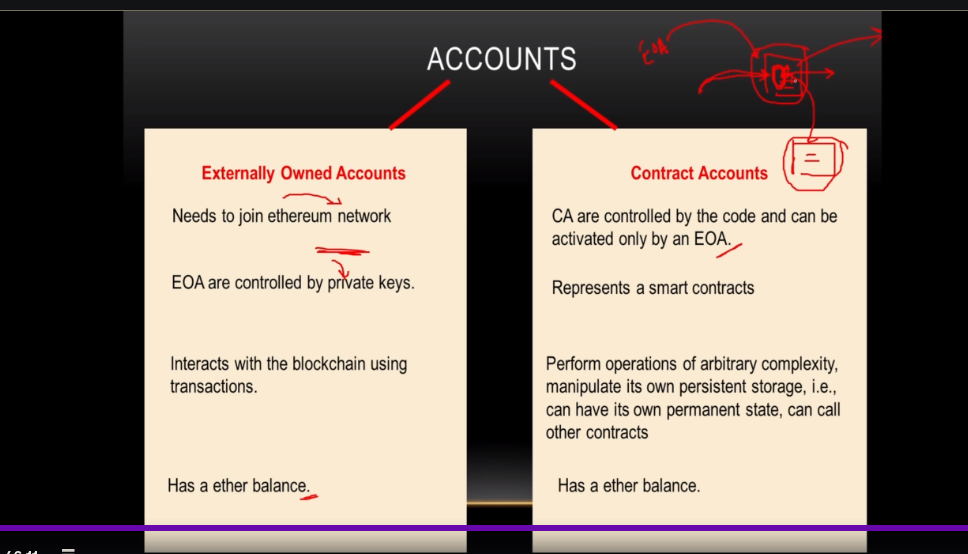 ACCOUNTS
EOA
Externally Owned Accounts
Needs to join ethereum network
EOA are controlled by private keys.
Interacts with the blockchain using
transactions.
Has a ether balance.
Contract Accounts
CA are controlled by the code and can be
activated only by an EOA.
Represents a smart contracts
Perform operations of arbitrary complexity,
manipulate its own persistent storage, i.e.,
can have its own permanent state, can call
other contracts
Has a ether balance.